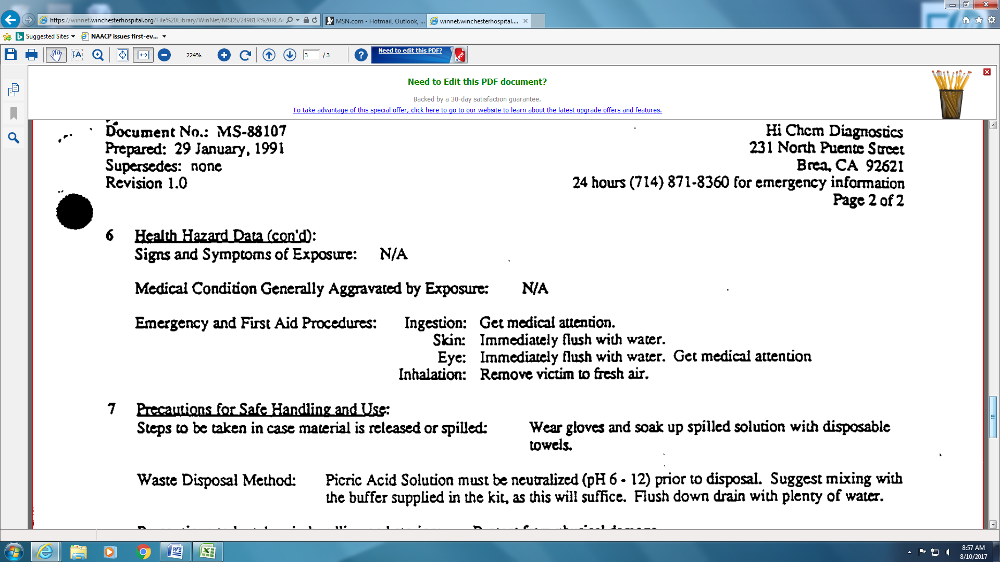 https://winnet.winchesterhospital.org/File%20Library/WinNet/MSDS/24981R%20REA
MSN.com - Hotmail, Outlook, ...
winnet.winchesterhospital....
Suggested Sites
NAACP issues first-ev...
224%
3 / 3
Need to edit this PDF?
PDF
Need to Edit this PDF document?
Backed by a 30-day satisfaction guarantee.
To take advantage of this special offer, click here to go to our website to learn about the latest upgrade offers and features.
Document No.: MS-88107
Prepared: 29 January, 1991
Supersedes: none
Revision 1.0
Hi Chem Diagnostics
231 North Puente Street
Brea, CA 92621
24 hours (714) 871-8360 for emergency information
Page 2 of 2
6 Health Hazard Data (con'd):
Signs and Symptoms of Exposure: N/A
Medical Condition Generally Aggravated by Exposure: N/A
Emergency and First Aid Procedures: Ingestion: Get medical attention.
Skin: Immediately flush with water.
Eye: Immediately flush with water. Get medical attention
Inhalation: Remove victim to fresh air.
7 Precautions for Safe Handling and Use:
Steps to be taken in case material is released or spilled: Wear gloves and soak up spilled solution with disposable
towels.
Waste Disposal Method: Picric Acid Solution must be neutralized (pH 6 - 12) prior to disposal. Suggest mixing with
the buffer supplied in the kit, as this will suffice. Flush down drain with plenty of water.
8:57 AM
8/10/2017